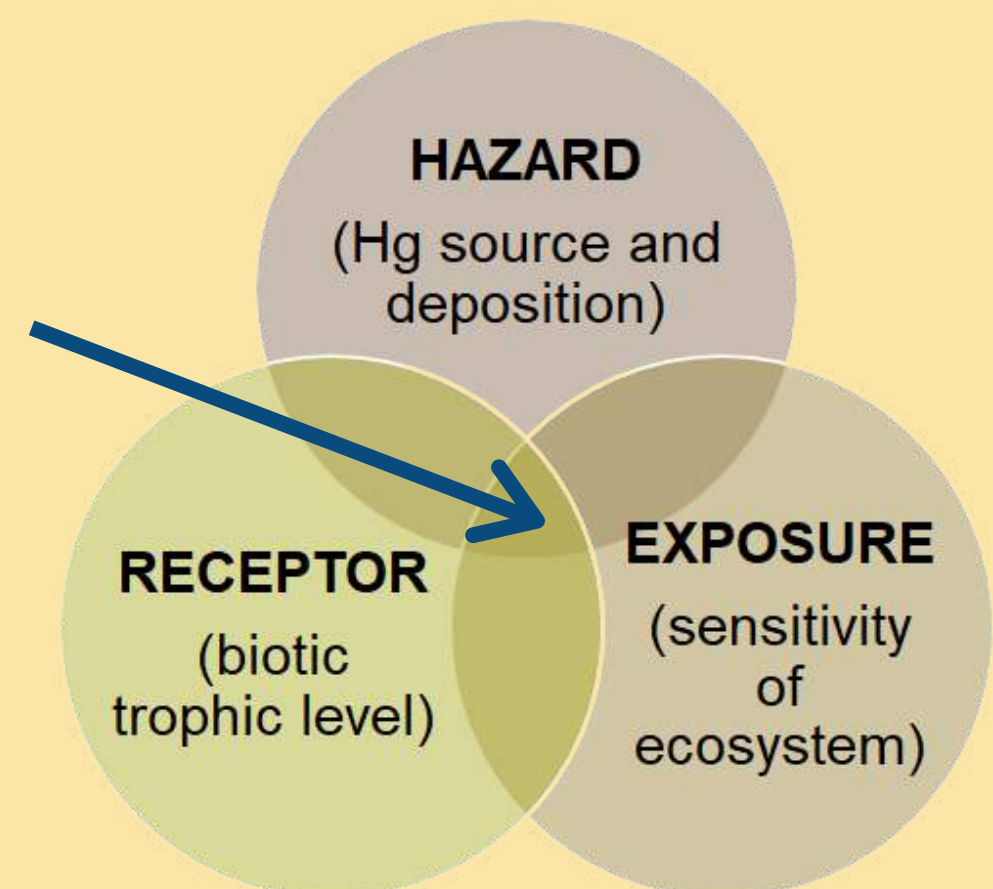 HAZARD
(Hg source and
deposition)
RECEPTOR
(biotic
trophic level)
EXPOSURE
(sensitivity
of
ecosystem)